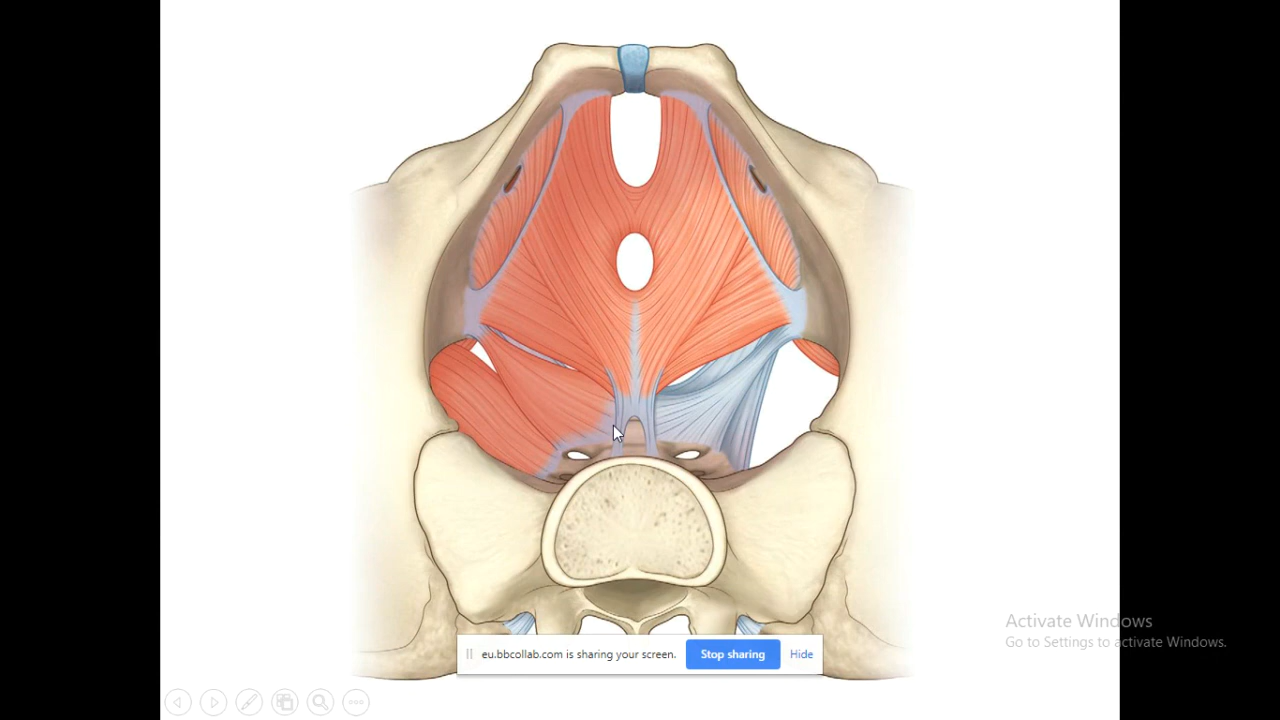 Activate Windows
Go to Settings to activate Windows.
eu.bbcollab.com is sharing your screen.
Stop sharing
Hide